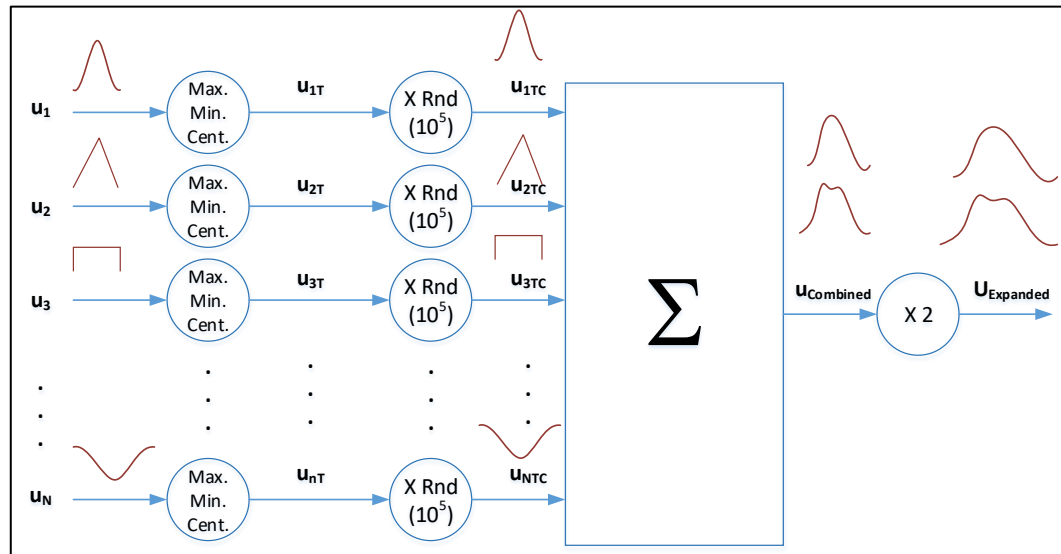 u1 Max. Min. Cent. u1T X Rnd (10^5) u1TC
u2 Max. Min. Cent. u2T X Rnd (10^5) u2TC
u3 Max. Min. Cent. u3T X Rnd (10^5) u3TC
Σ
uCombined X 2 UExpanded
uN Max. Min. Cent. unT X Rnd (10^5) uNTC